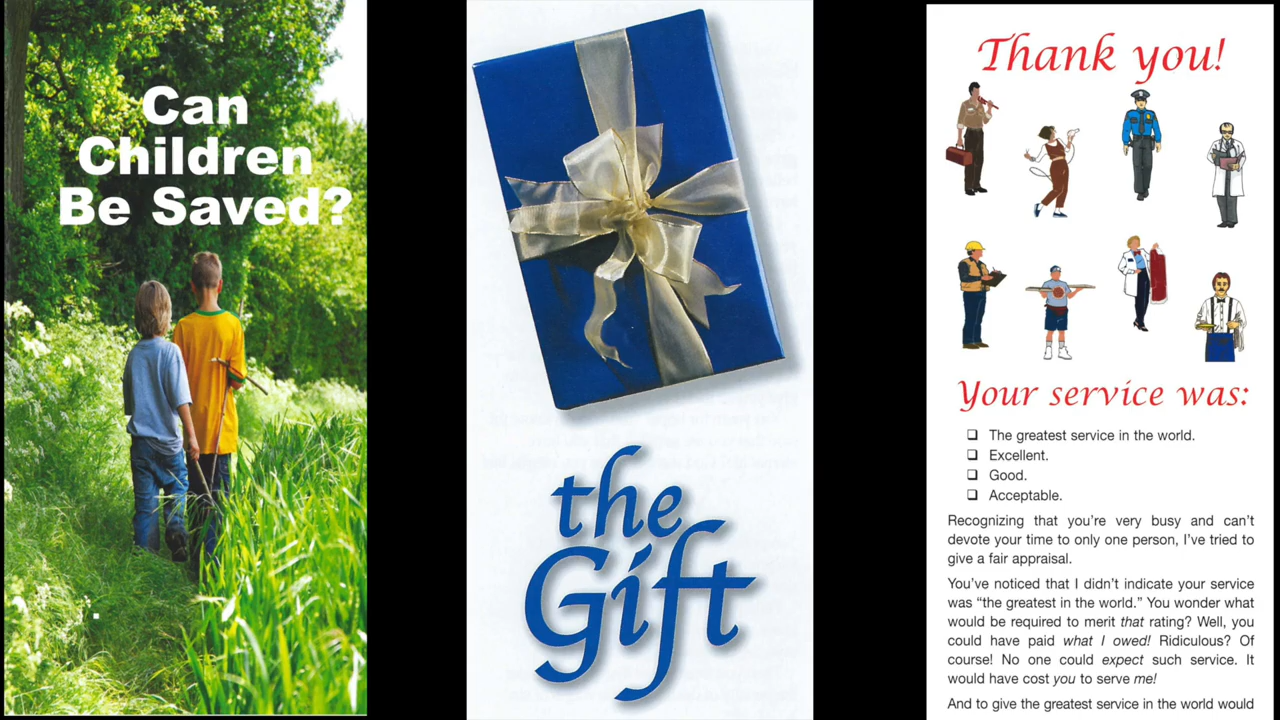 Can
Children
Be Saved?
the
Gift
Thank you!
Your service was:
❑ The greatest service in the world.
❑ Excellent.
❑ Good.
❑ Acceptable.
Recognizing that you're very busy and can't
devote your time to only one person, I've tried to
give a fair appraisal.
You've noticed that I didn't indicate your service
was “the greatest in the world.” You wonder what
would be required to merit that rating? Well, you
could have paid what I owed! Ridiculous? Of
course! No one could expect such service. It
would have cost you to serve me!
And to give the greatest service in the world would